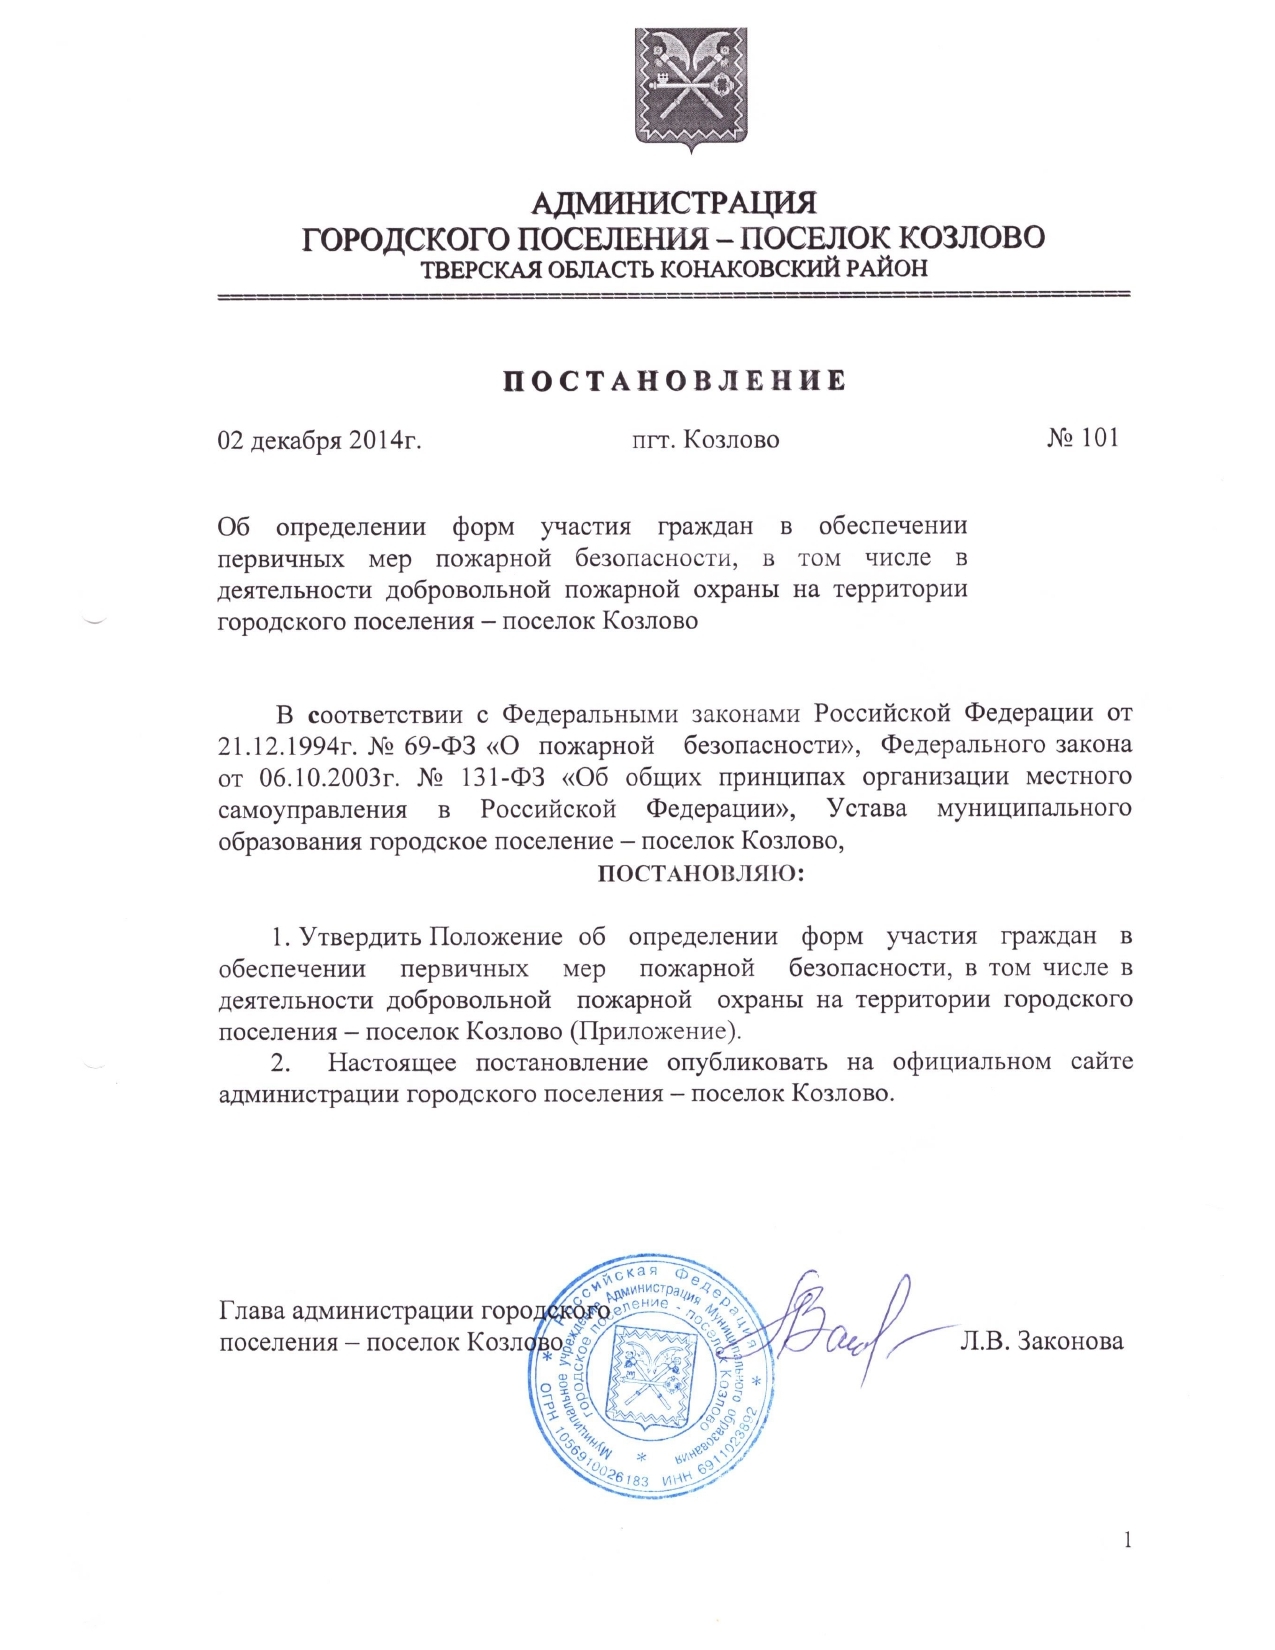 АДМИНИСТРАЦИЯ
ГОРОДСКОГО ПОСЕЛЕНИЯ – ПОСЕЛОК КОЗЛОВО
ТВЕРСКАЯ ОБЛАСТЬ КОНАКОВСКИЙ РАЙОН
ПОСТАНОВЛЕНИЕ
02 декабря 2014г. пгт. Козлово № 101
Об определении форм участия граждан в обеспечении
первичных мер пожарной безопасности, в том числе в
деятельности добровольной пожарной охраны на территории
городского поселения – поселок Козлово
В соответствии с Федеральными законами Российской Федерации от
21.12.1994г. № 69-ФЗ «О пожарной безопасности», Федерального закона
от 06.10.2003г. № 131-ФЗ «Об общих принципах организации местного
самоуправления в Российской Федерации», Устава муниципального
образования городское поселение – поселок Козлово,
ПОСТАНОВЛЯЮ:
1. Утвердить Положение об определении форм участия граждан в
обеспечении первичных мер пожарной безопасности, в том числе в
деятельности добровольной пожарной охраны на территории городского
поселения – поселок Козлово (Приложение).
2. Настоящее постановление опубликовать на официальном сайте
администрации городского поселения – поселок Козлово.
Глава администрации городского
поселения – поселок Козлово Л.В. Законова
Российская Федерация
ОГРН 1056910026183 ИНН 6911023692
Муниципальное учреждение Администрация Муниципального образования
городское поселение - поселок Козлово
1